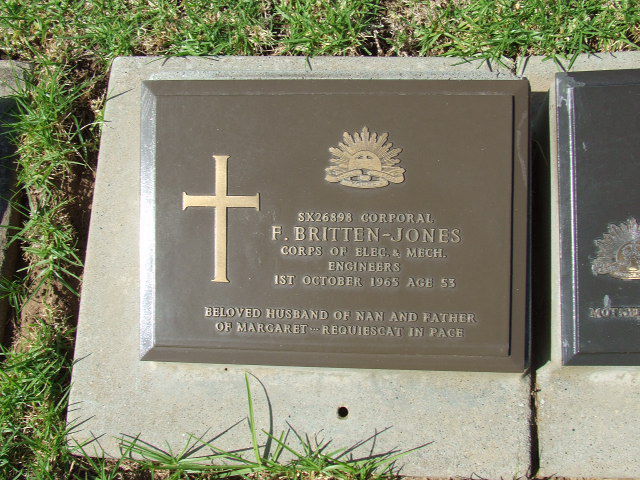 SX26898 CORPORAL
F. BRITTEN-JONES
CORPS OF ELEC. & MECH.
ENGINEERS
1ST OCTOBER 1965 AGE 53
BELOVED HUSBAND OF NAN AND FATHER
OF MARGARET - REQUIESCAT IN PACE